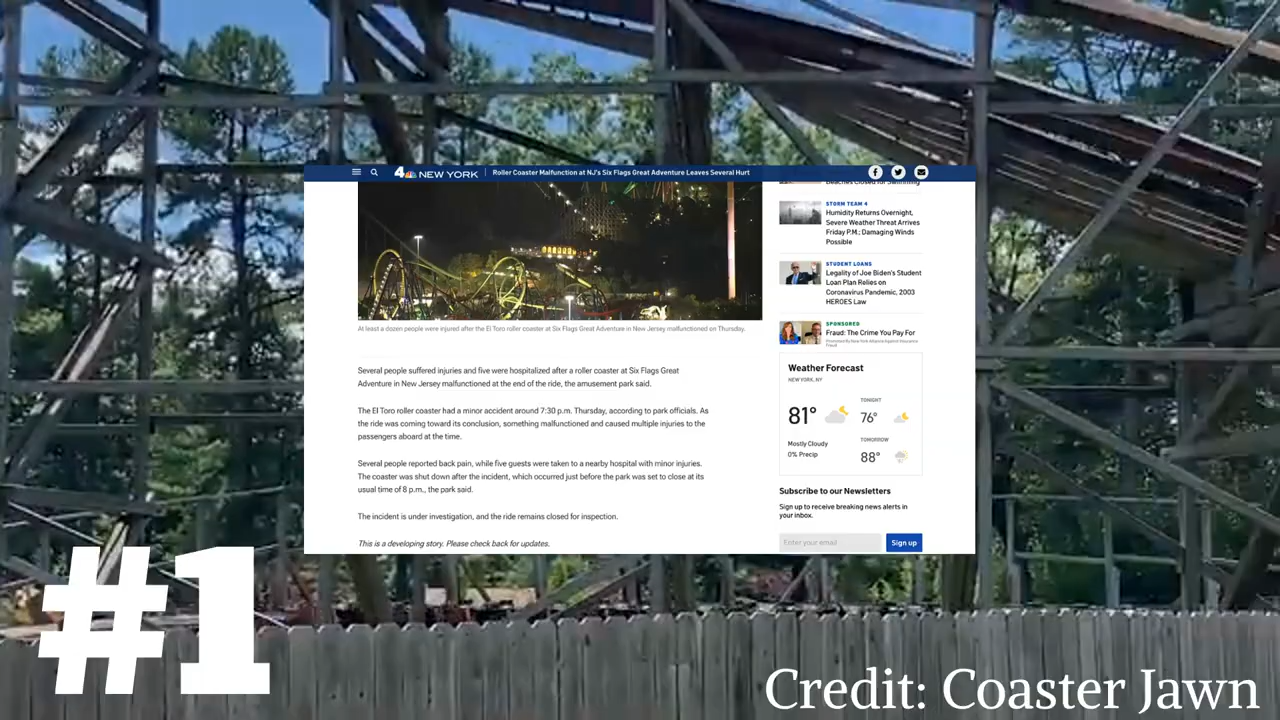 4 NEW YORK
Roller Coaster Malfunction at NJ's Six Flags Great Adventure Leaves Several Hurt
Beaches Closed for Swimming
STORM TEAM 4
Humidity Returns Overnight,
Severe Weather Threat Arrives
Friday P.M.; Damaging Winds
Possible
STUDENT LOANS
Legality of Joe Biden's Student
Loan Plan Relies on
Coronavirus Pandemic, 2003
HEROES Law
SPONSORED
Fraud: The Crime You Pay For
Promoted By New York Alliance Against Insurance
Fraud
At least a dozen people were injured after the El Toro roller coaster at Six Flags Great Adventure in New Jersey malfunctioned on Thursday.
Several people suffered injuries and five were hospitalized after a roller coaster at Six Flags Great
Adventure in New Jersey malfunctioned at the end of the ride, the amusement park said.
The El Toro roller coaster had a minor accident around 7:30 p.m. Thursday, according to park officials. As
the ride was coming toward its conclusion, something malfunctioned and caused multiple injuries to the
passengers aboard at the time.
Several people reported back pain, while five guests were taken to a nearby hospital with minor injuries.
The coaster was shut down after the incident, which occurred just before the park was set to close at its
usual time of 8 p.m., the park said.
The incident is under investigation, and the ride remains closed for inspection.
This is a developing story. Please check back for updates.
Weather Forecast
NEW YORK, NY
81°
Mostly Cloudy
0% Precip
TONIGHT
76°
TOMORROW
88°
Subscribe to our Newsletters
Sign up to receive breaking news alerts in
your inbox.
Enter your email
Sign up
#1
Credit: Coaster Jawn